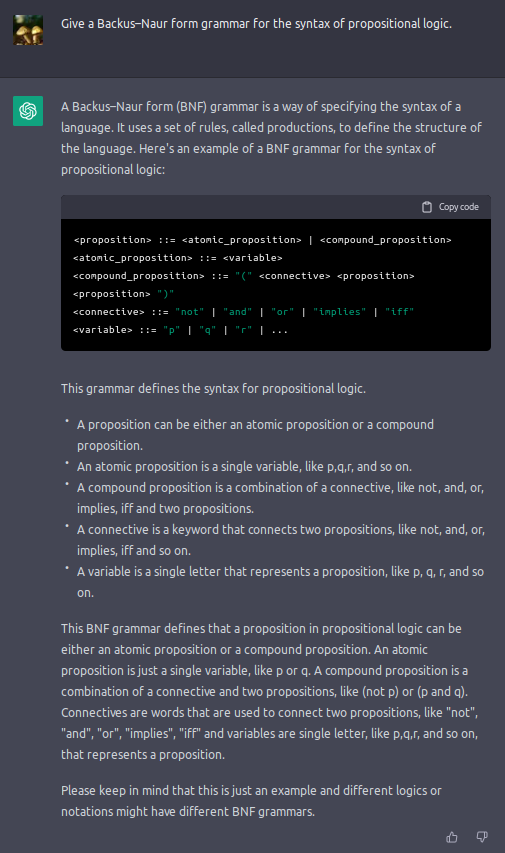 Give a Backus–Naur form grammar for the syntax of propositional logic.
A Backus–Naur form (BNF) grammar is a way of specifying the syntax of a
language. It uses a set of rules, called productions, to define the structure of
the language. Here's an example of a BNF grammar for the syntax of
propositional logic:
Copy code
<proposition> ::= <atomic_proposition> | <compound_proposition>
<atomic_proposition> ::= <variable>
<compound_proposition> ::= "(" <connective> <proposition>
<proposition> ")"
<connective> ::= "not" | "and" | "or" | "implies" | "iff"
<variable> ::= "p" | "q" | "r" | ...
This grammar defines the syntax for propositional logic.
• A proposition can be either an atomic proposition or a compound
proposition.
• An atomic proposition is a single variable, like p,q,r, and so on.
• A compound proposition is a combination of a connective, like not, and, or,
implies, iff and two propositions.
• A connective is a keyword that connects two propositions, like not, and, or,
implies, iff and so on.
• A variable is a single letter that represents a proposition, like p, q, r, and so
on.
This BNF grammar defines that a proposition in propositional logic can be
either an atomic proposition or a compound proposition. An atomic
proposition is just a single variable, like p or q. A compound proposition is a
combination of a connective and two propositions, like (not p) or (p and q).
Connectives are words that are used to connect two propositions, like "not",
"and", "or", "implies", "iff" and variables are single letter, like p,q,r, and so on,
that represents a proposition.
Please keep in mind that this is just an example and different logics or
notations might have different BNF grammars.